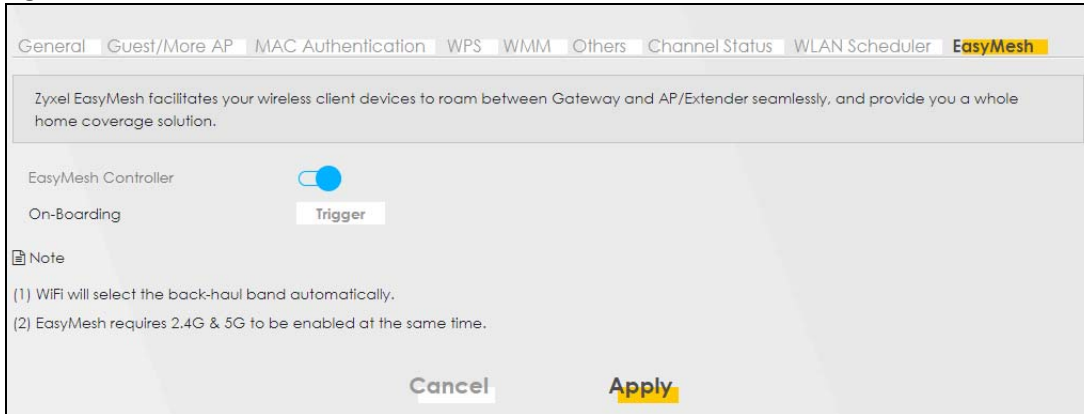 General Guest/More AP MAC Authentication WPS WMM Others Channel Status WLAN Scheduler EasyMesh
Zyxel EasyMesh facilitates your wireless client devices to roam between Gateway and AP/Extender seamlessly, and provide you a whole
home coverage solution.
EasyMesh Controller
On-Boarding Trigger
Note
(1) WiFi will select the back-haul band automatically.
(2) EasyMesh requires 2.4G & 5G to be enabled at the same time.
Cancel Apply